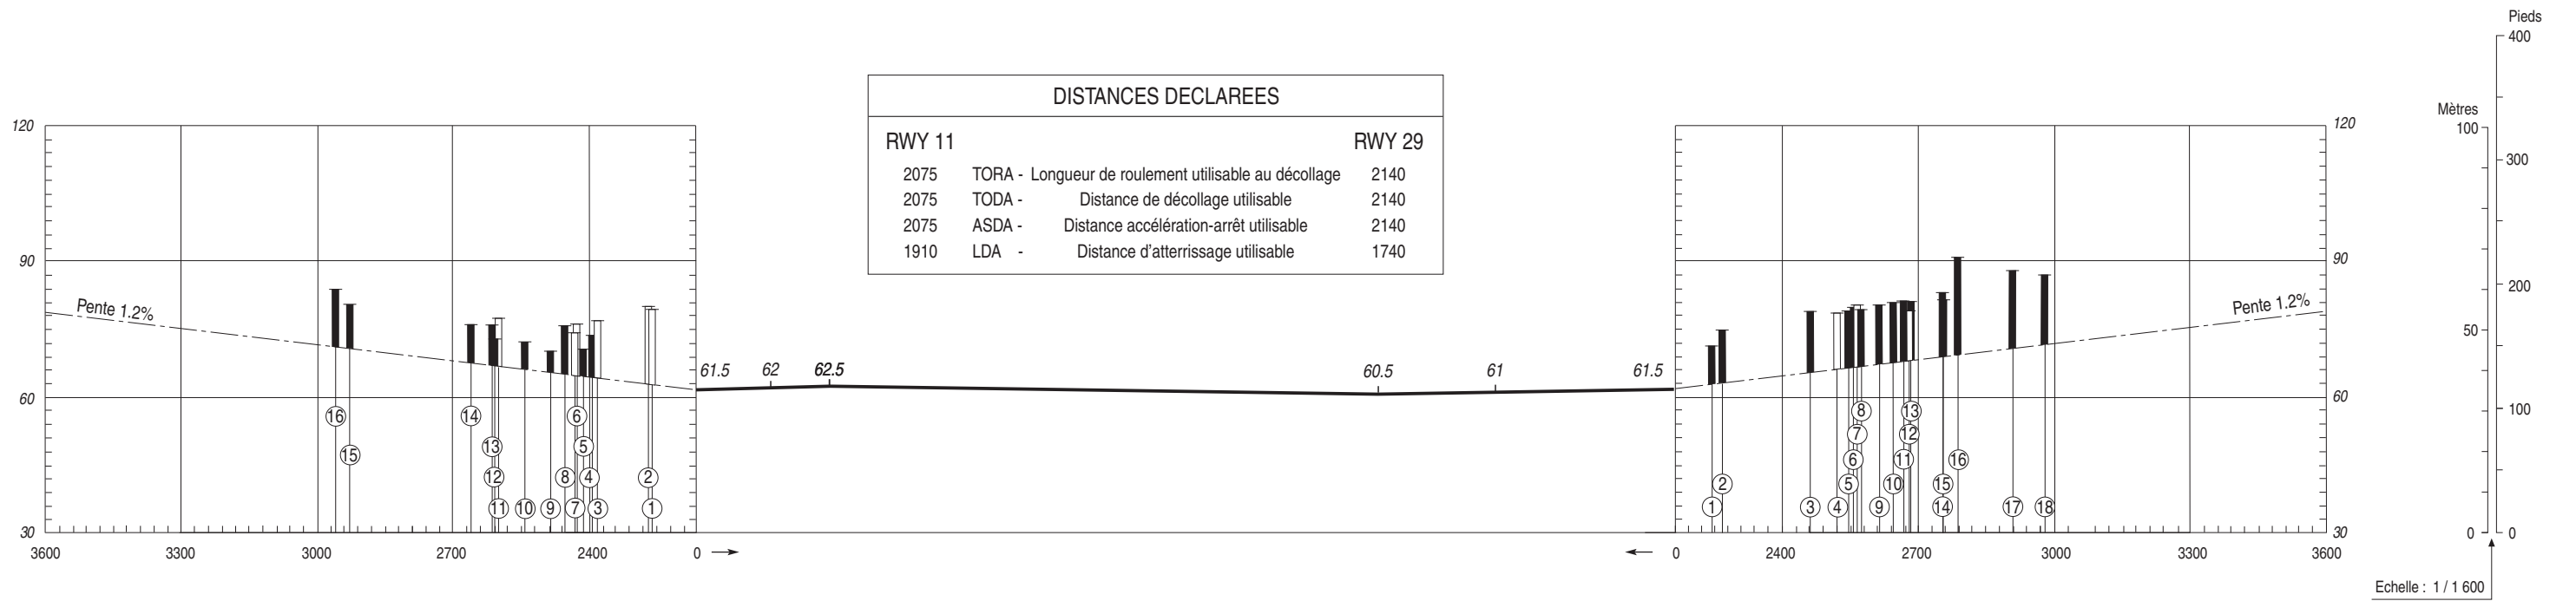 Pieds
400
DISTANCES DECLAREES
Mètres
120
120
100
RWY 11 RWY 29
300
2075 TORA - Longueur de roulement utilisable au décollage 2140
2075 TODA - Distance de décollage utilisable 2140
2075 ASDA - Distance accélération-arrêt utilisable 2140
1910 LDA - Distance d'atterrissage utilisable 1740
90
90
200
Pente 1.2%
Pente 1.2%
50
61.5 62 62.5 60.5 61 61.5
60
60
100
16 14 6 8 13
15 13 5 7 12
12 8 4 2 6 11 16
2 5 10 15
11 10 9 7 3 1 1 3 4 9 14 17 18
30
30
0 0
3600 3300 3000 2700 2400 0 0 2400 2700 3000 3300 3600
Echelle : 1 / 1 600